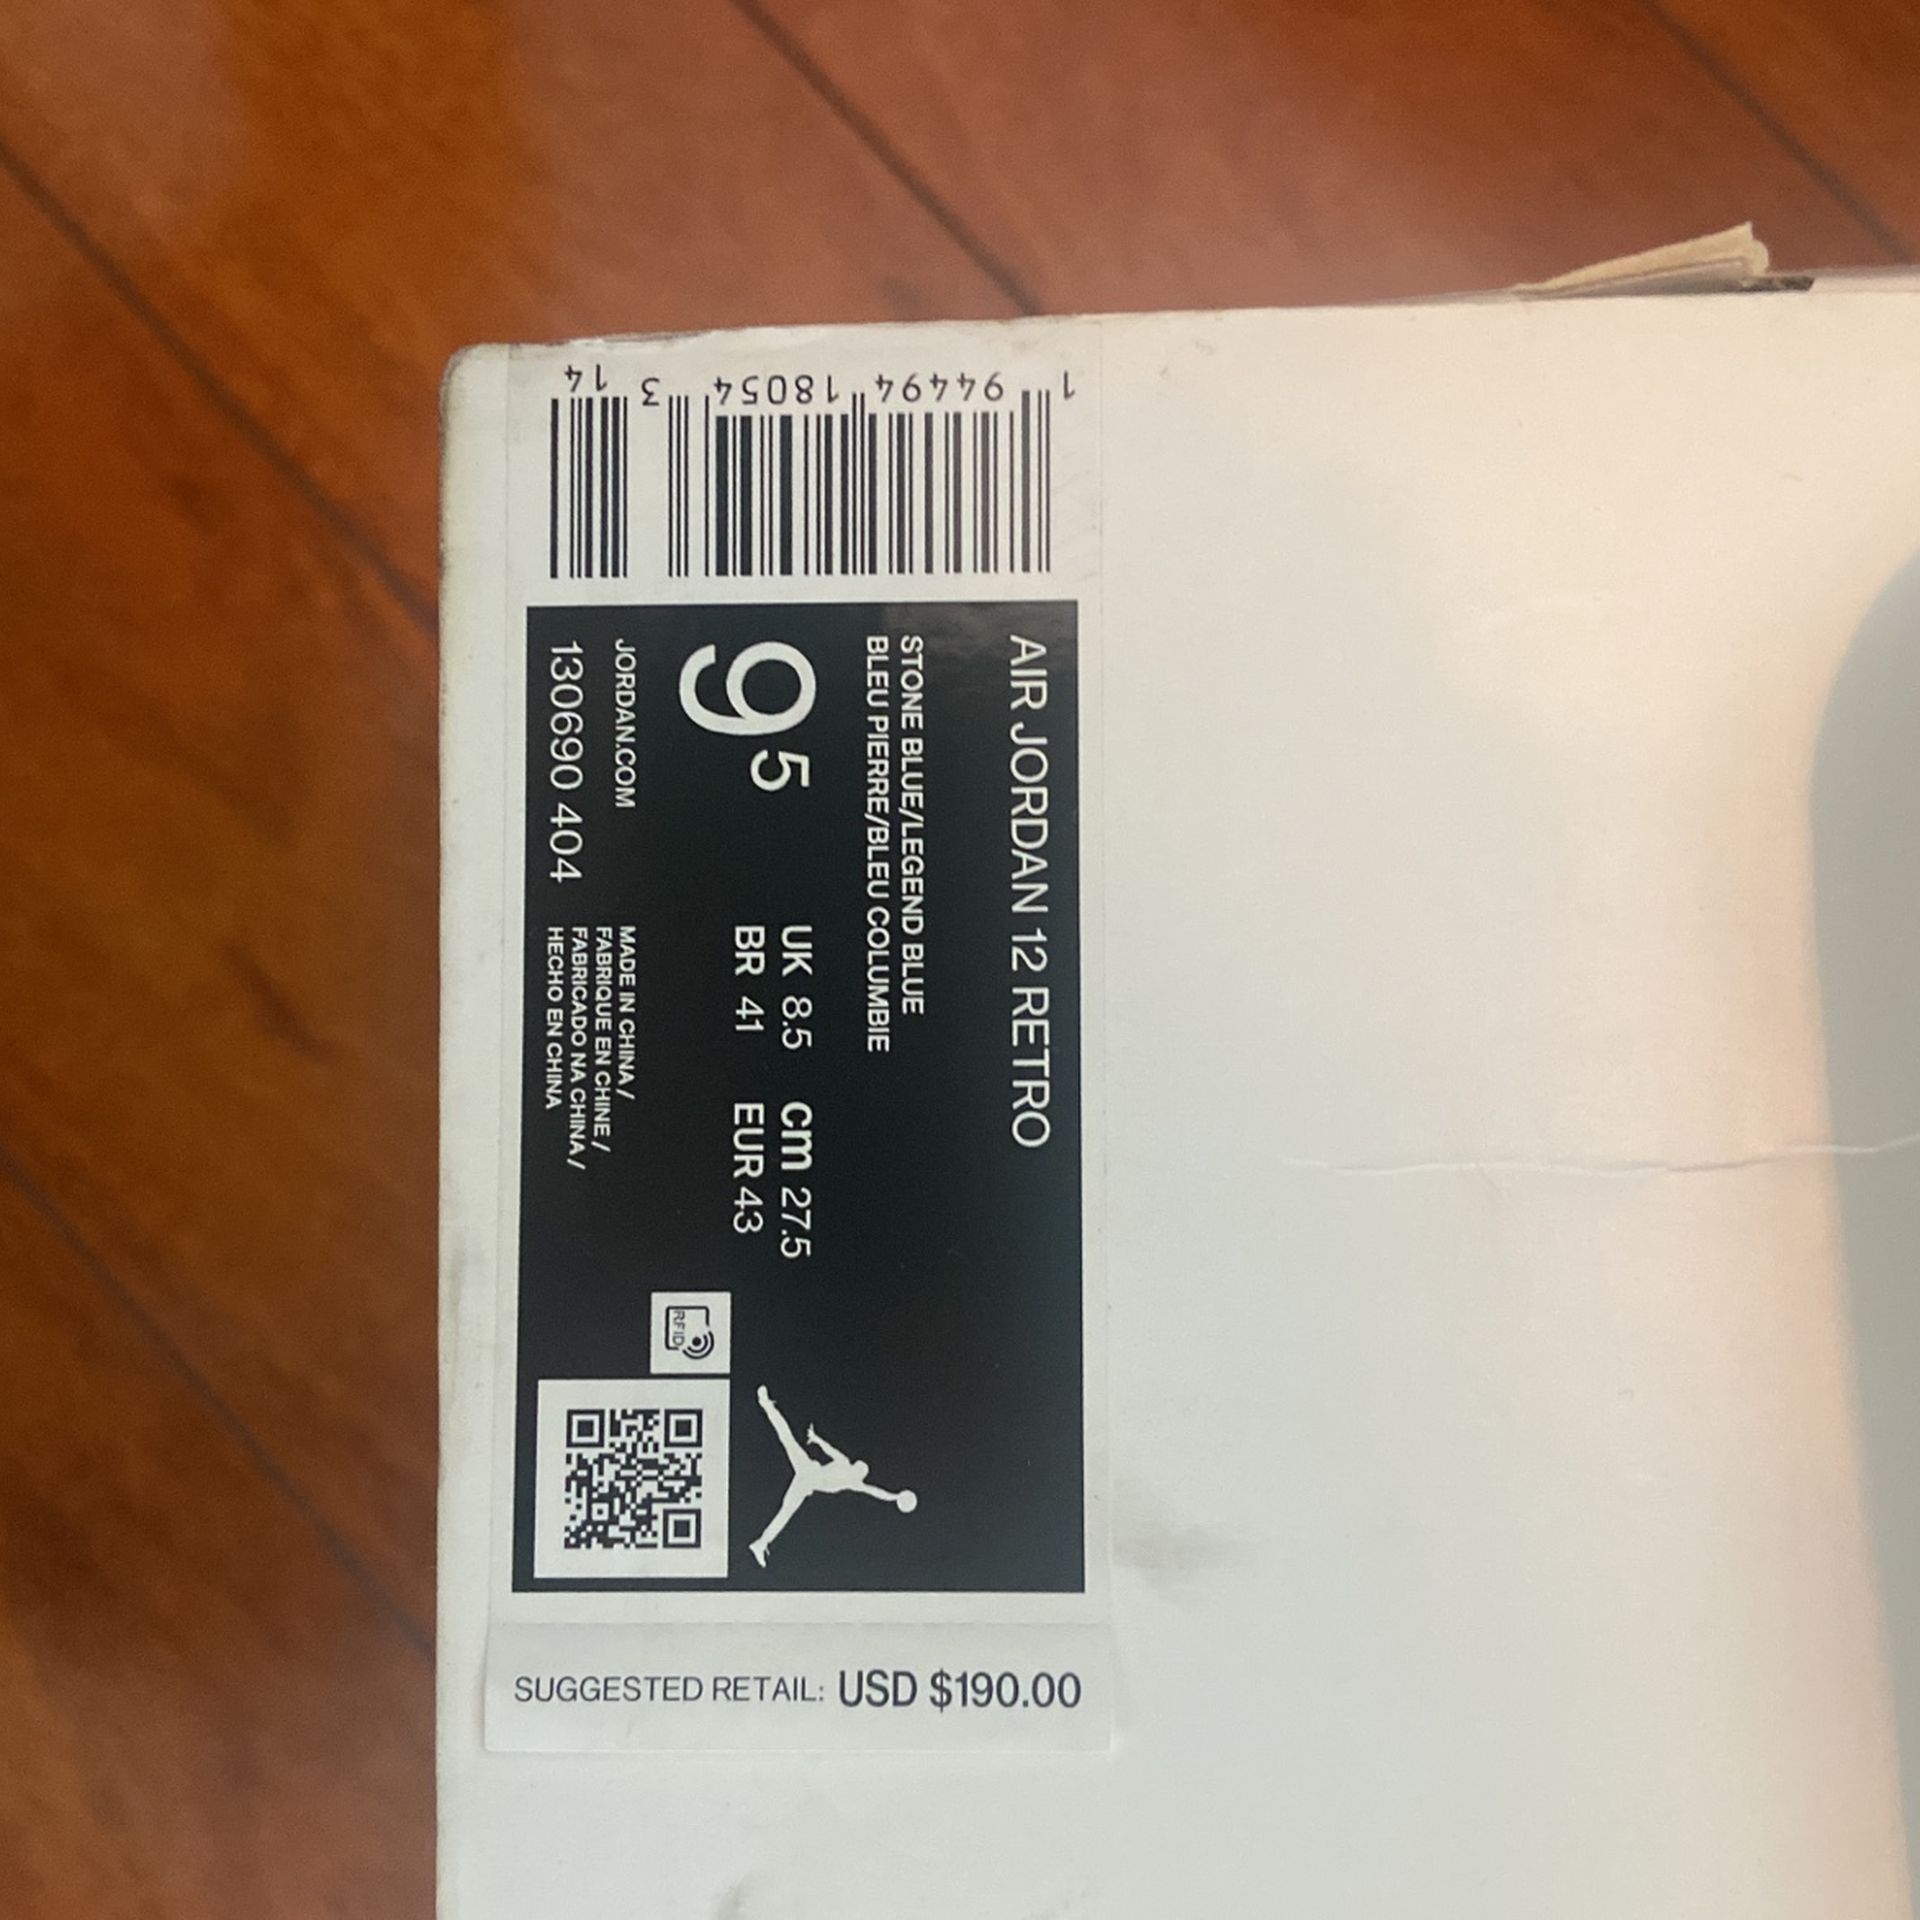 AIR JORDAN 12 RETRO
STONE BLUE/LEGEND BLUE
BLEU PIERRE/BLEU COLUMBIE
9 5
UK 8.5 cm 27.5
BR 41 EUR 43
JORDAN.COM
130690 404
MADE IN CHINA /
FABRIQUE EN CHINE /
FABRICADO NA CHINA /
HECHO EN CHINA
RFID
1 94494 18054 3 14
SUGGESTED RETAIL: USD $190.00